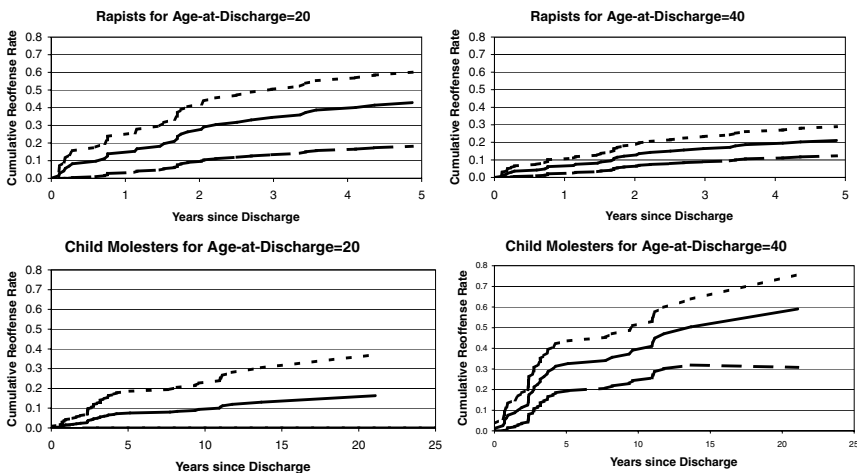 Rapists for Age-at-Discharge=20
Cumulative Reoffense Rate
0.8
0.7
0.6
0.5
0.4
0.3
0.2
0.1
0.0
0 1 2 3 4 5
Years since Discharge
Rapists for Age-at-Discharge=40
Cumulative Reoffense Rate
0.8
0.7
0.6
0.5
0.4
0.3
0.2
0.1
0.0
0 1 2 3 4 5
Years since Discharge
Child Molesters for Age-at-Discharge=20
Cumulative Reoffense Rate
0.8
0.7
0.6
0.5
0.4
0.3
0.2
0.1
0.0
0 5 10 15 20 25
Years since Discharge
Child Molesters for Age-at-Discharge=40
Cumulative Reoffense Rate
0.8
0.7
0.6
0.5
0.4
0.3
0.2
0.1
0.0
0 5 10 15 20 25
Years since Discharge